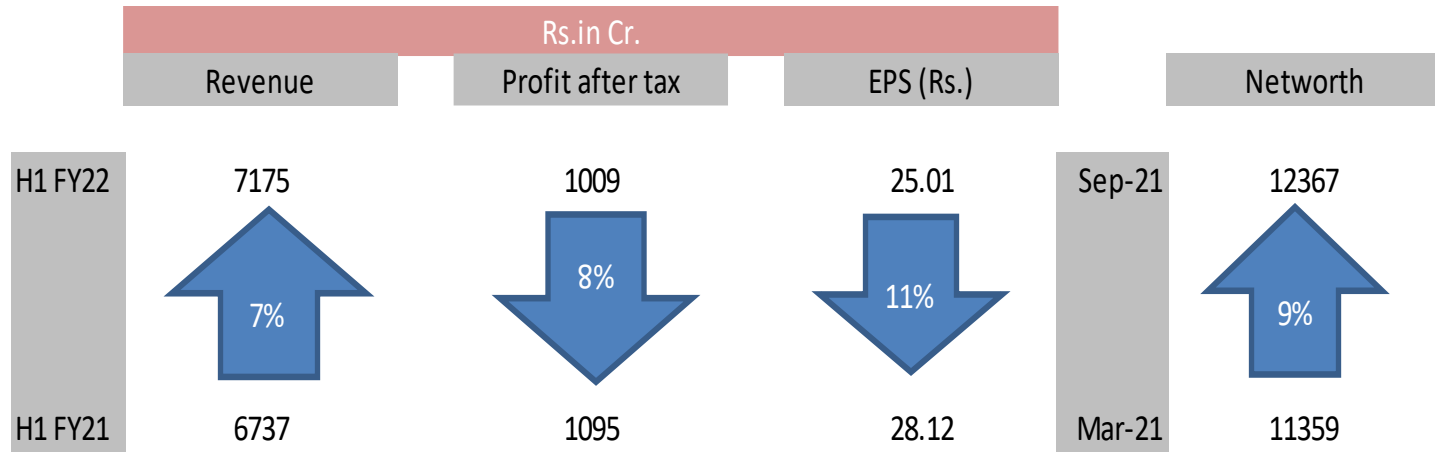 Rs.in Cr.
Revenue Profit after tax EPS (Rs.) Networth
H1 FY22 7175 1009 25.01 Sep-21 12367
7% 8% 11% 9%
H1 FY21 6737 1095 28.12 Mar-21 11359